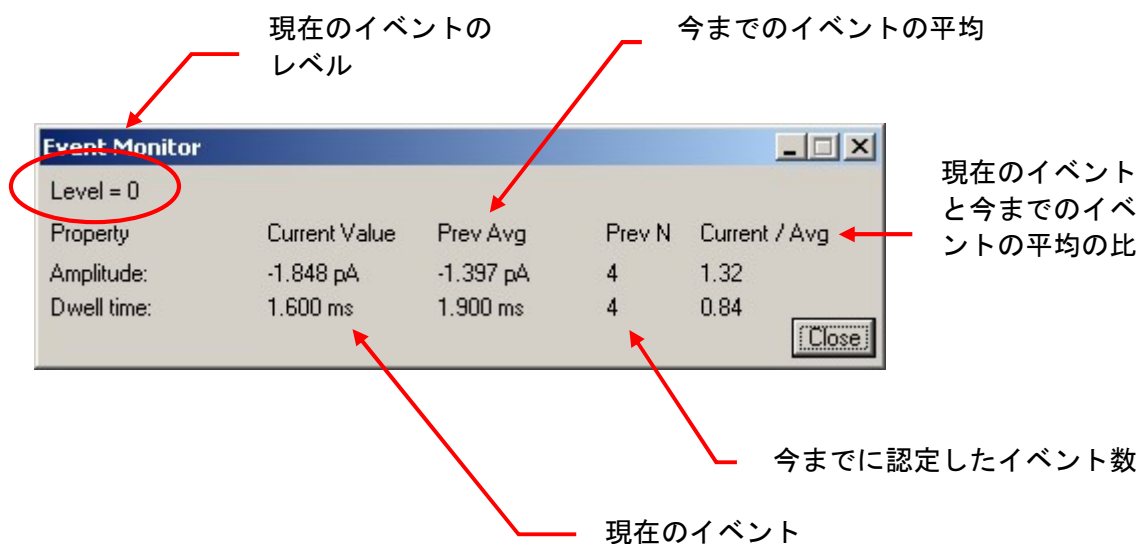 現在のイベントの
レベル
今までのイベントの平均
Event Monitor
Level = 0
Property Current Value Prev Avg Prev N Current / Avg
Amplitude: -1.848 pA -1.397 pA 4 1.32
Dwell time: 1.600 ms 1.900 ms 4 0.84
Close
現在のイベント
と今までのイベ
ントの平均の比
今までに認定したイベント数
現在のイベント